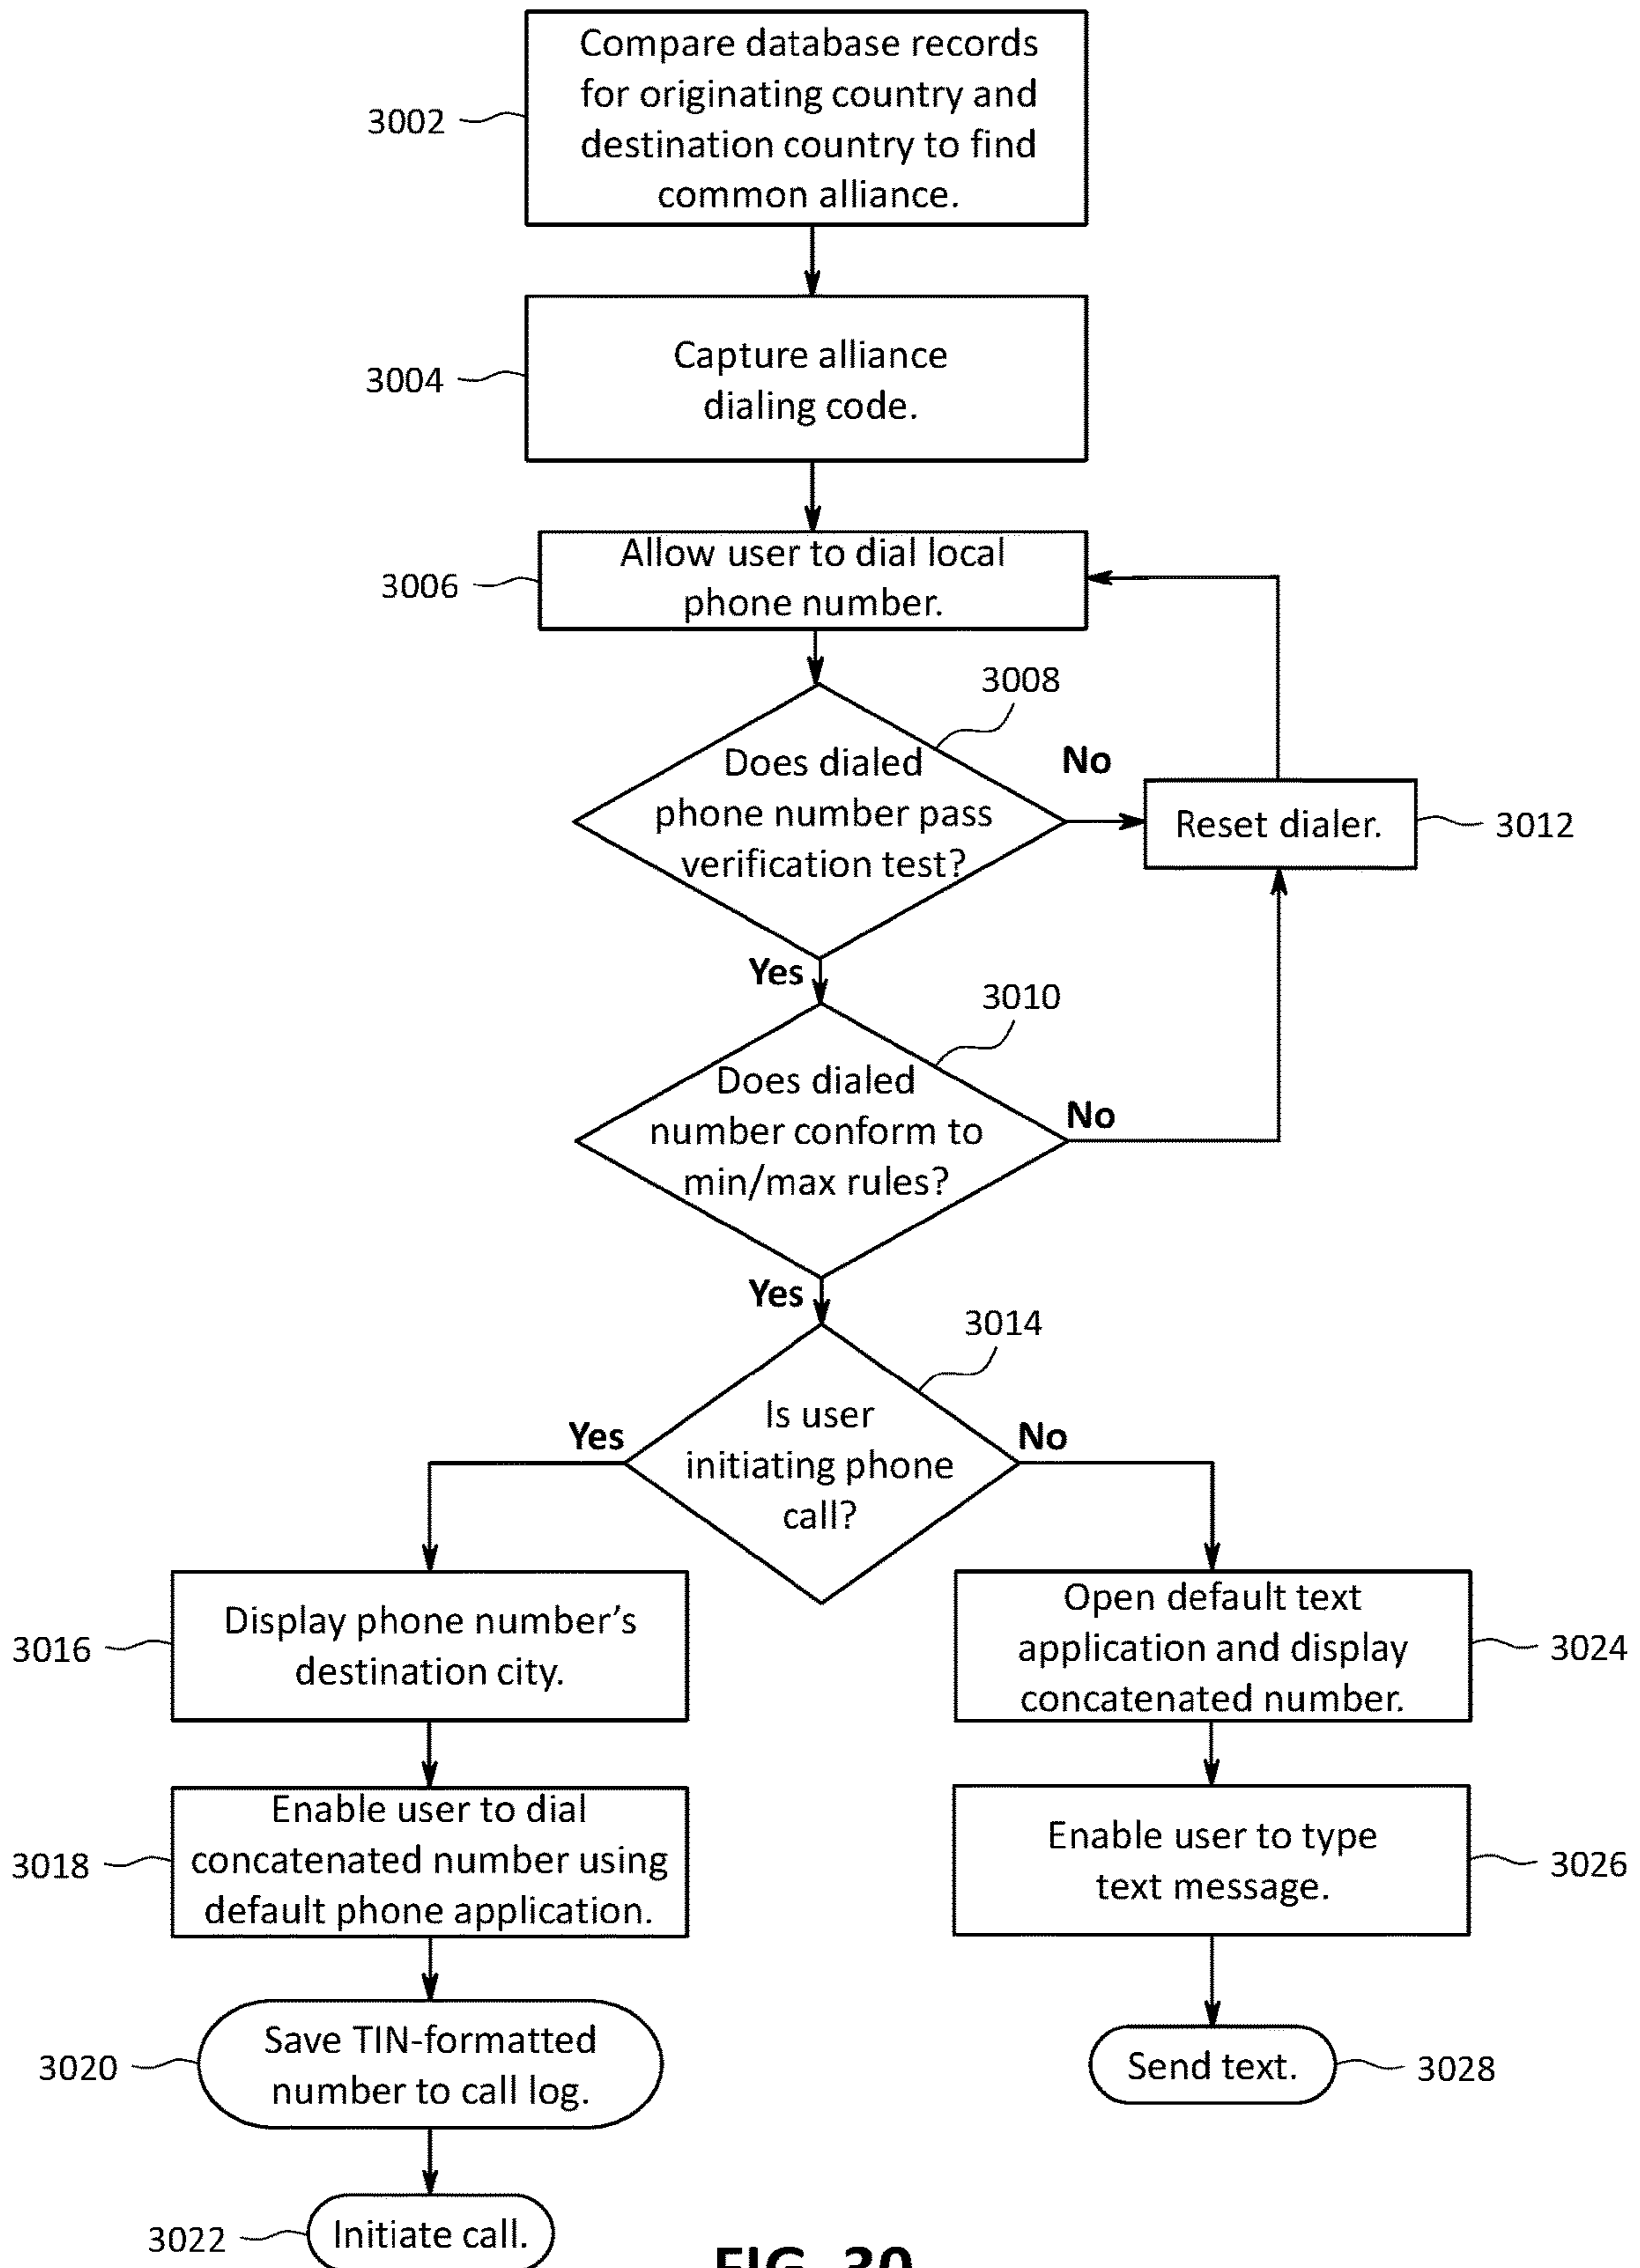 Compare database records
for originating country and
destination country to find
common alliance.
3002
Capture alliance
dialing code.
3004
Allow user to dial local
phone number.
3006
3008
Does dialed
phone number pass
verification test?
No
Reset dialer.
3012
Yes
3010
Does dialed
number conform to
min/max rules?
No
Yes
3014
Is user
initiating phone
call?
Yes
No
Display phone number’s
destination city.
3016
Open default text
application and display
concatenated number.
3024
Enable user to dial
concatenated number using
default phone application.
3018
Enable user to type
text message.
3026
Save TIN-formatted
number to call log.
3020
Send text.
3028
Initiate call.
3022
FIG. 30